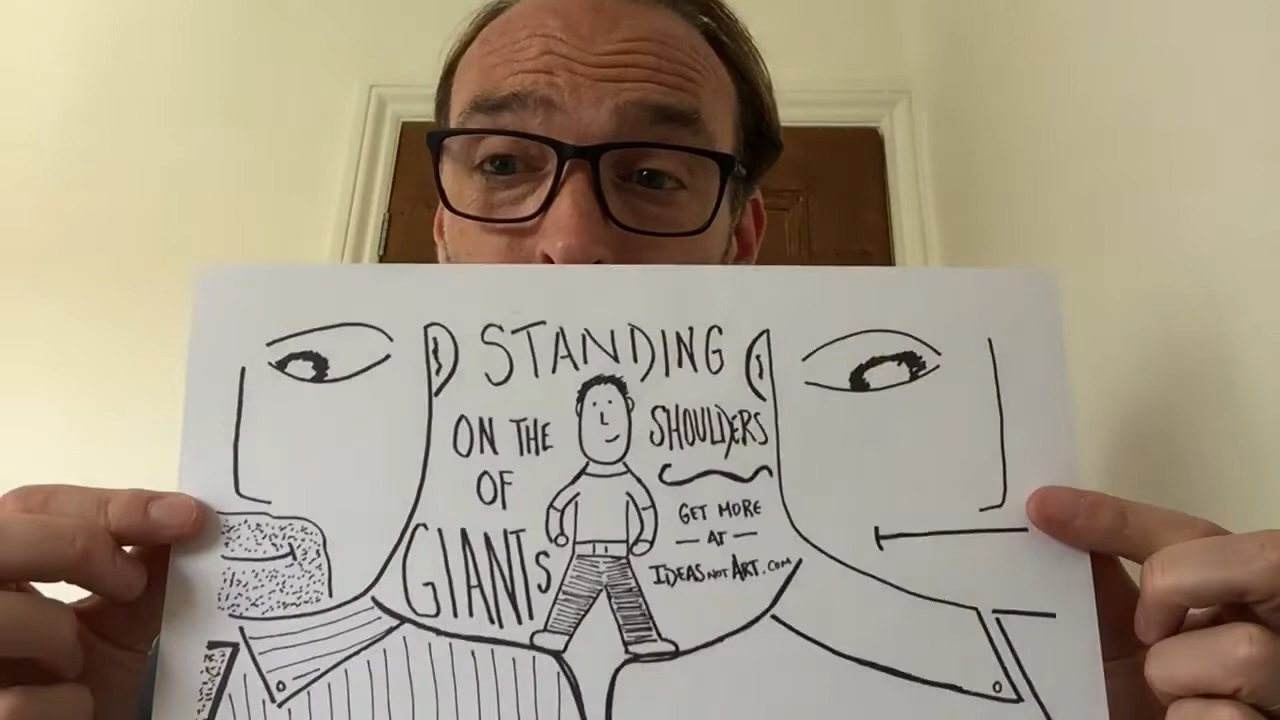 STANDING
ON THE SHOULDERS
OF
GIANTS
GET MORE
— AT —
IDEAS NOT ART.COM